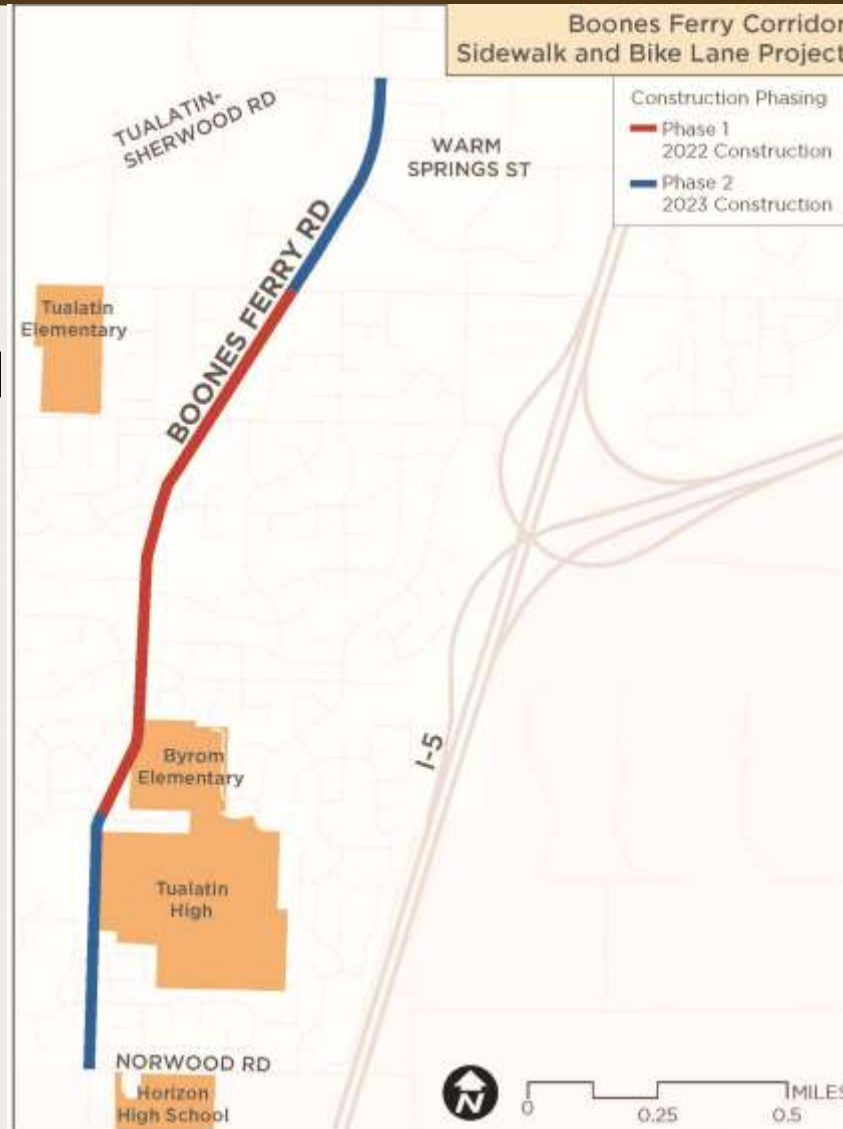 Boones Ferry Corridor
Sidewalk and Bike Lane Project
Construction Phasing
Phase 1
2022 Construction
Phase 2
2023 Construction
TUALATIN-
SHERWOOD RD
WARM
SPRINGS ST
BOONES FERRY RD
Tualatin
Elementary
I-5
Byrom
Elementary
Tualatin
High
NORWOOD RD
Horizon
High School
N
MILES
0
0.25
0.5